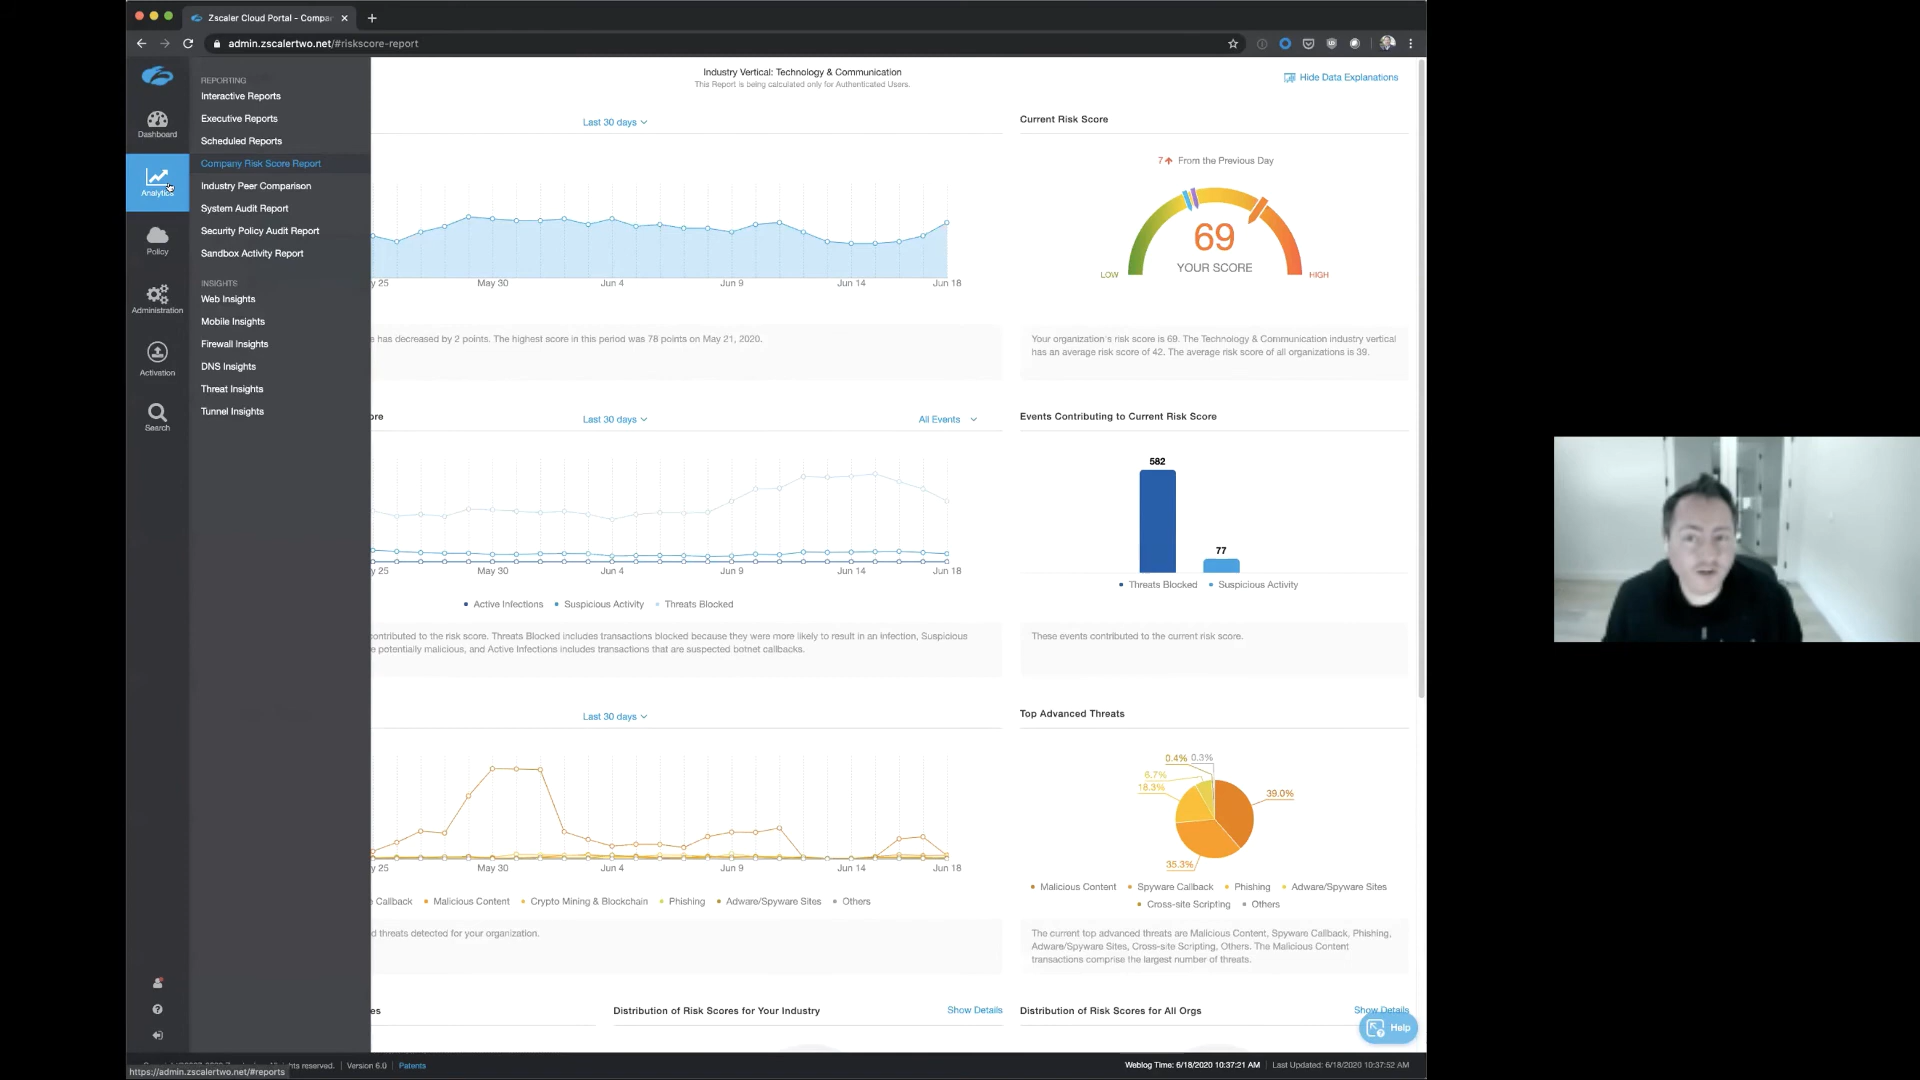 Zscaler Cloud Portal - Compa
admin.zscalertwo.net/#riskscore-report
Dashboard
Analytics
Policy
Administration
Activation
Search
REPORTING
Interactive Reports
Executive Reports
Scheduled Reports
Company Risk Score Report
Industry Peer Comparison
System Audit Report
Security Policy Audit Report
Sandbox Activity Report
INSIGHTS
Web Insights
Mobile Insights
Firewall Insights
DNS Insights
Threat Insights
Tunnel Insights
Industry Vertical: Technology & Communication
This Report is being calculated only for Authenticated Users.
Hide Data Explanations
Last 30 days
y 25 May 30 Jun 4 Jun 9 Jun 14 Jun 18
has decreased by 2 points. The highest score in this period was 78 points on May 21, 2020.
Current Risk Score
7 From the Previous Day
69
YOUR SCORE
LOW
HIGH
Your organization's risk score is 69. The Technology & Communication industry vertical
has an average risk score of 42. The average risk score of all organizations is 39.
ore
Last 30 days
All Events
y 25 May 30 Jun 4 Jun 9 Jun 14 Jun 18
Active Infections Suspicious Activity Threats Blocked
contributed to the risk score. Threats Blocked includes transactions blocked because they were more likely to result in an infection, Suspicious
e potentially malicious, and Active Infections includes transactions that are suspected botnet callbacks.
Events Contributing to Current Risk Score
582
77
Threats Blocked Suspicious Activity
These events contributed to the current risk score.
Last 30 days
y 25 May 30 Jun 4 Jun 9 Jun 14 Jun 18
Callback Malicious Content Crypto Mining & Blockchain Phishing Adware/Spyware Sites Others
d threats detected for your organization.
Top Advanced Threats
0.4% 0.3%
6.7%
18.3%
39.0%
35.3%
Malicious Content Spyware Callback Phishing Adware/Spyware Sites
Cross-site Scripting Others
The current top advanced threats are Malicious Content, Spyware Callback, Phishing,
Adware/Spyware Sites, Cross-site Scripting, Others. The Malicious Content
transactions comprise the largest number of threats.
es
Distribution of Risk Scores for Your Industry
Show Details
Distribution of Risk Scores for All Orgs
Show Details
Help
hts reserved. Version 6.0 Patents
Weblog Time: 6/18/2020 10:37:21 AM Last Updated: 6/18/2020 10:37:52 AM
https://admin.zscalertwo.net/#reports